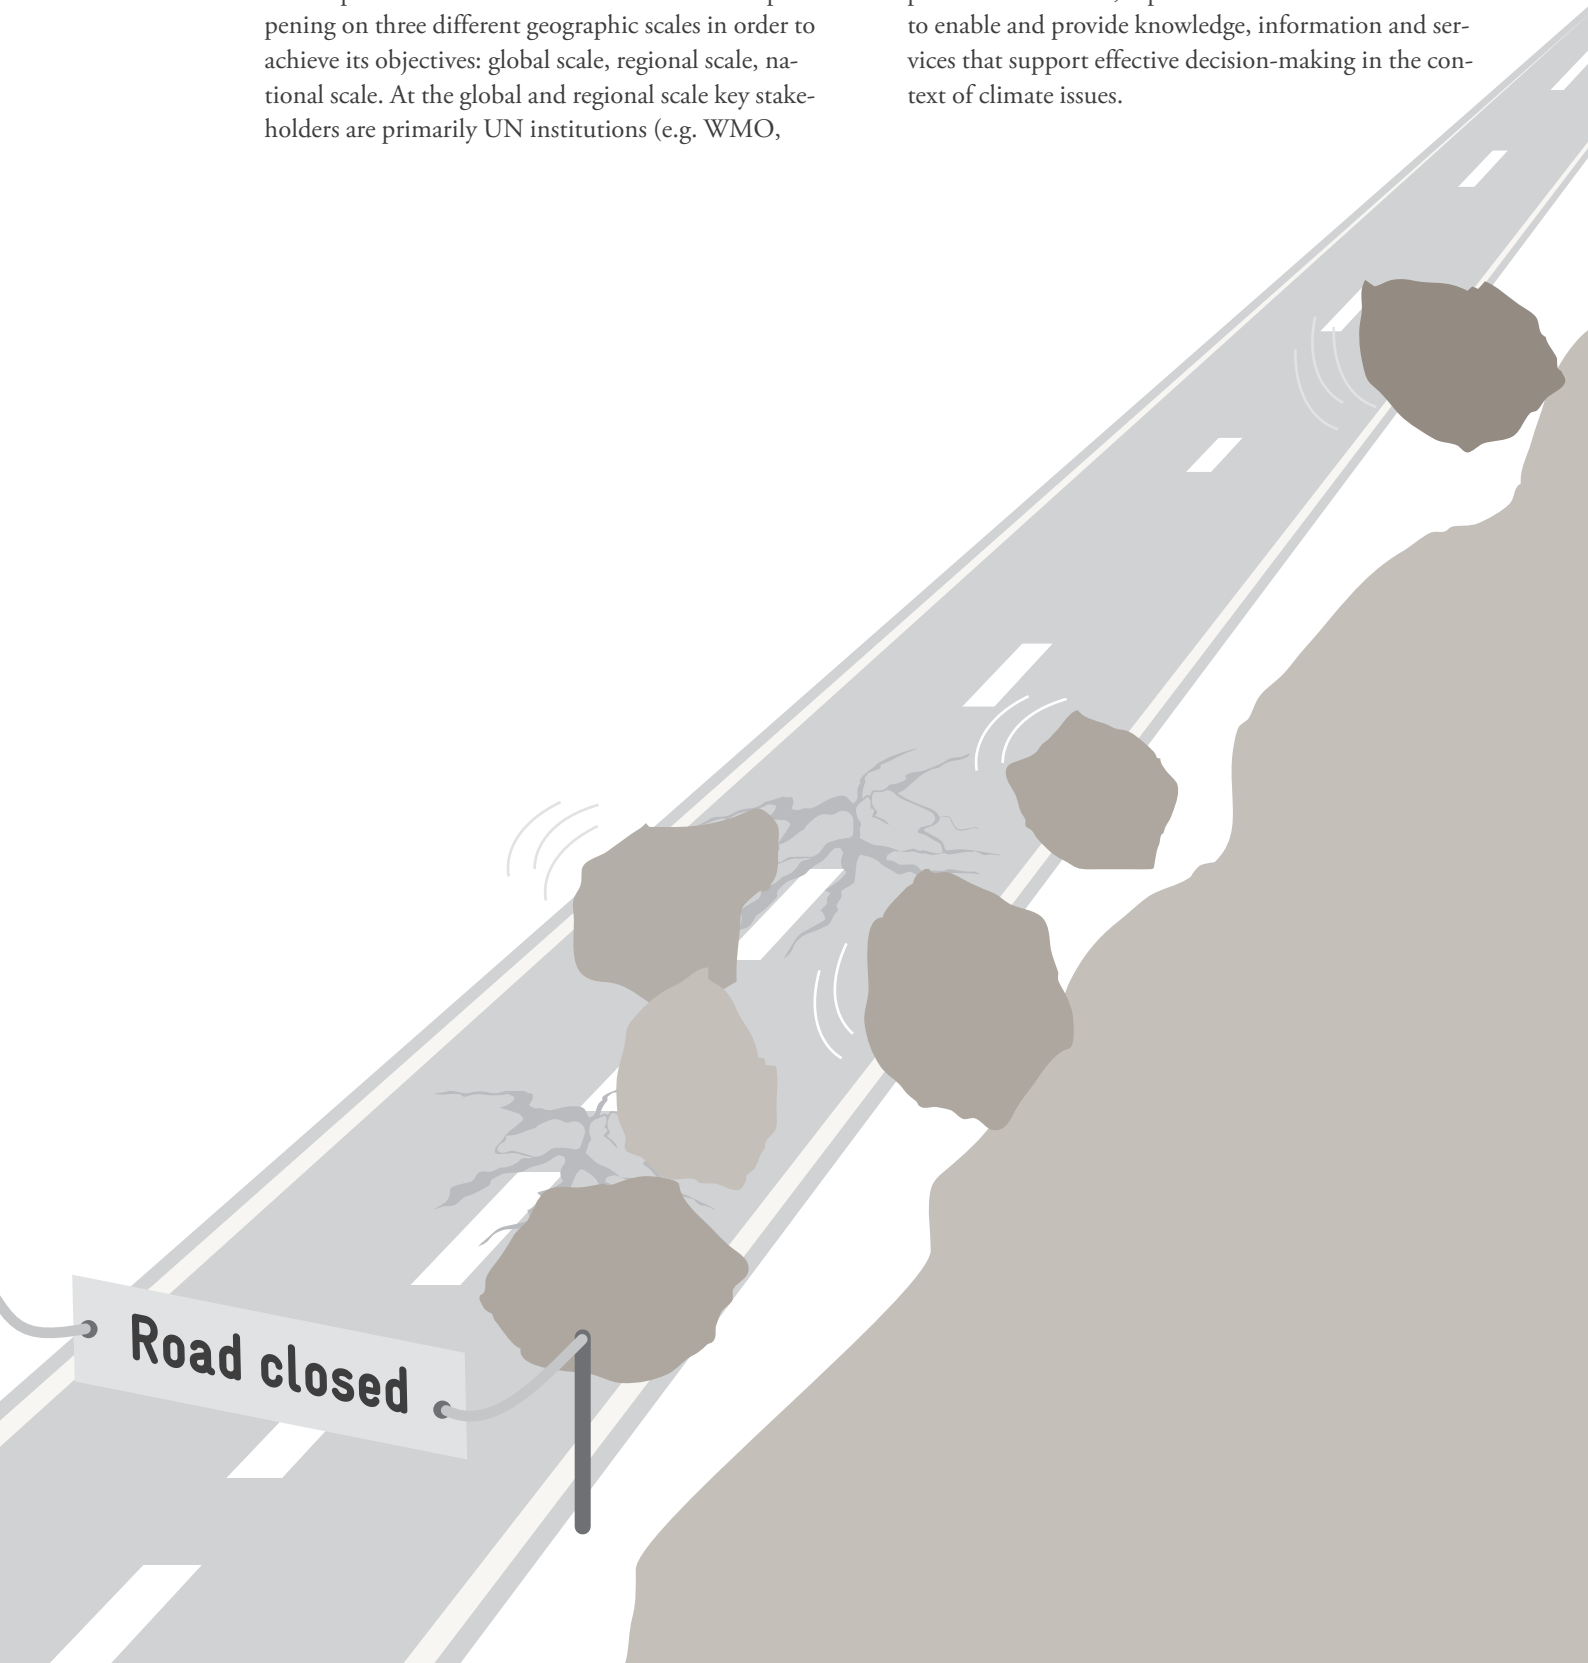 pening on three different geographic scales in order to
achieve its objectives: global scale, regional scale, na-
tional scale. At the global and regional scale key stake-
holders are primarily UN institutions (e.g. WMO,
to enable and provide knowledge, information and ser-
vices that support effective decision-making in the con-
text of climate issues.
Road closed